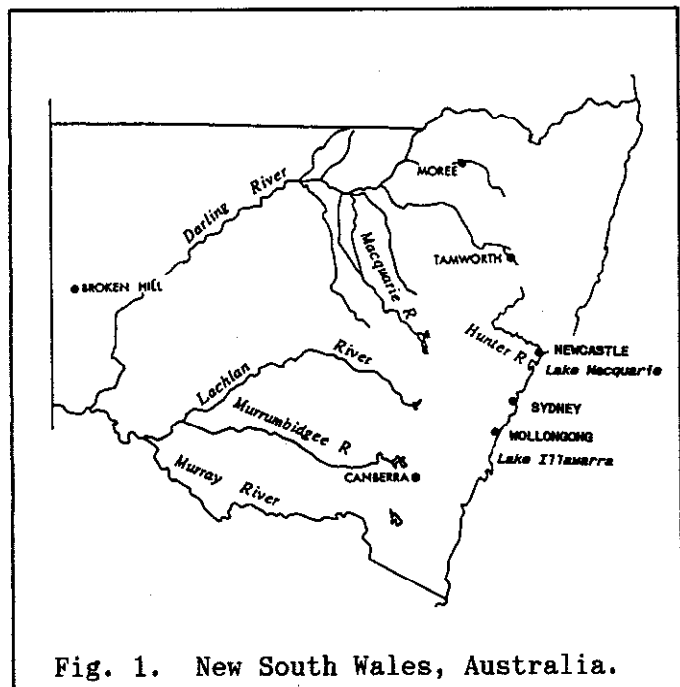 MOREE
Darling River
TAMWORTH
Macquarie R
BROKEN HILL
Hunter R
NEWCASTLE
Lake Macquarie
Lachlan River
SYDNEY
Murrumbidgee R
WOLLONGONG
Lake Illawarra
CANBERRA
Murray River
Fig. 1. New South Wales, Australia.